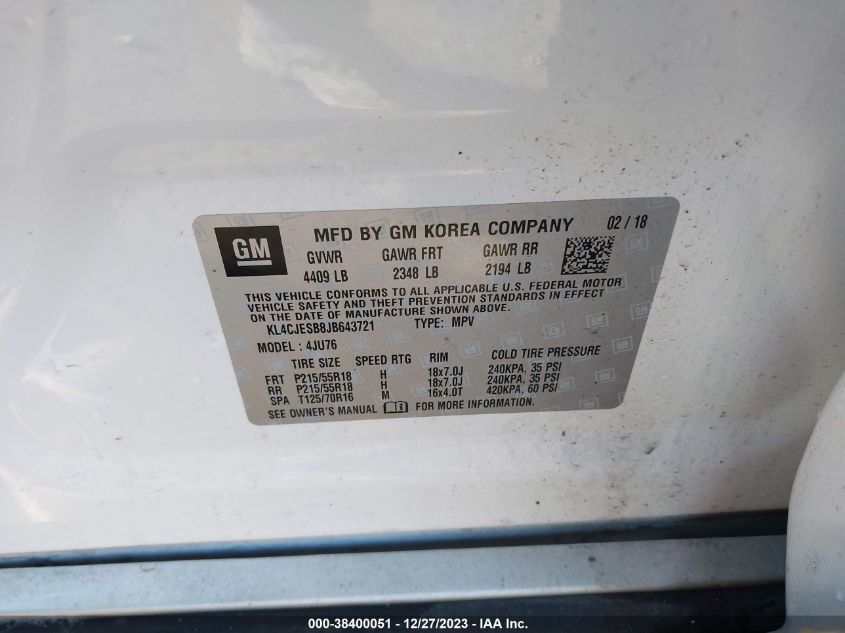 GM MFD BY GM KOREA COMPANY 02 / 18
GVWR GAWR FRT GAWR RR
4409 LB 2348 LB 2194 LB
THIS VEHICLE CONFORMS TO ALL APPLICABLE U.S. FEDERAL MOTOR
VEHICLE SAFETY AND THEFT PREVENTION STANDARDS IN EFFECT
ON THE DATE OF MANUFACTURE SHOWN ABOVE.
KL4CJESB8JB643721 TYPE: MPV
MODEL : 4JU76
TIRE SIZE SPEED RTG RIM COLD TIRE PRESSURE
FRT P215/55R18 H 18x7.0J 240KPA, 35 PSI
RR P215/55R18 H 18x7.0J 240KPA, 35 PSI
SPA T125/70R16 M 16x4.0T 420KPA, 60 PSI
SEE OWNER'S MANUAL FOR MORE INFORMATION.
000-38400051 - 12/27/2023 - IAA Inc.